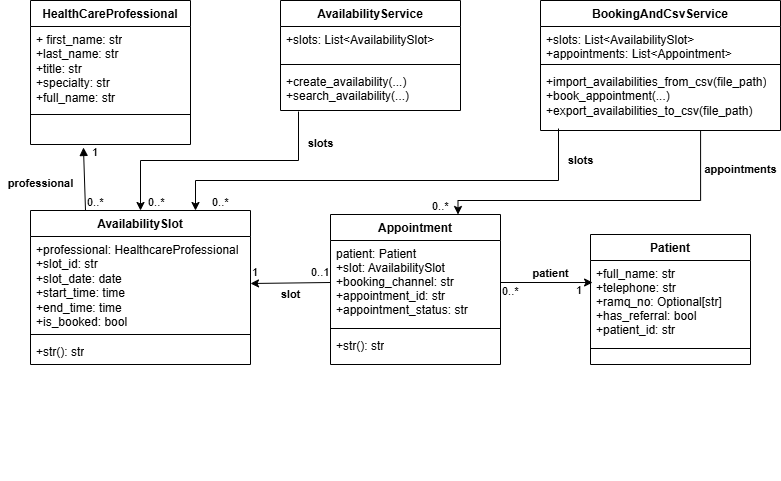 HealthCareProfessional
+ first_name: str
+last_name: str
+title: str
+specialty: str
+full_name: str
AvailabilityService
+slots: List<AvailabilitySlot>
+create_availability(...)
+search_availability(...)
BookingAndCsvService
+slots: List<AvailabilitySlot>
+appointments: List<Appointment>
+import_availabilities_from_csv(file_path)
+book_appointment(...)
+export_availabilities_to_csv(file_path)
1
slots
slots
appointments
professional
0..*
0..*
0..*
0..*
AvailabilitySlot
+professional: HealthcareProfessional
+slot_id: str
+slot_date: date
+start_time: time
+end_time: time
+is_booked: bool
+str(): str
1
0..1
slot
Appointment
patient: Patient
+slot: AvailabilitySlot
+booking_channel: str
+appointment_id: str
+appointment_status: str
+str(): str
patient
0..*
1
Patient
+full_name: str
+telephone: str
+ramq_no: Optional[str]
+has_referral: bool
+patient_id: str